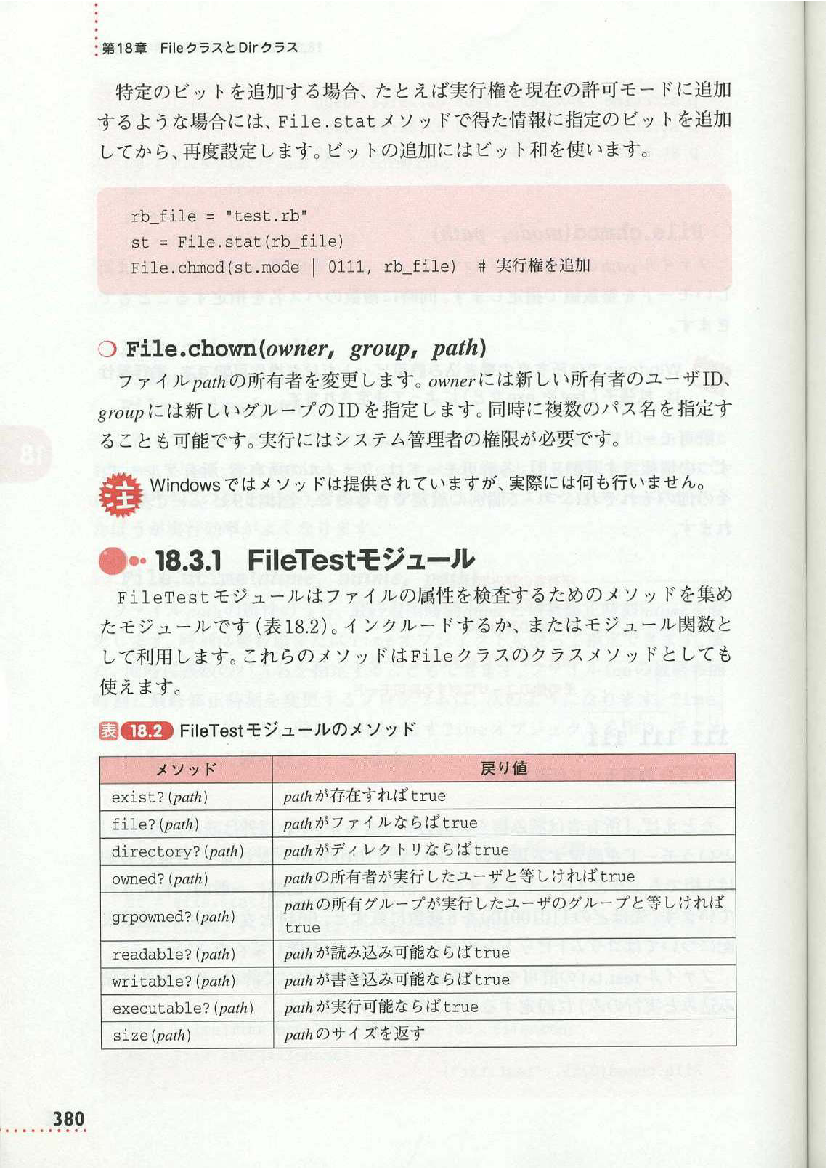 第18章 FileクラスとDirクラス
特定のビットを追加する場合、たとえば実行権を現在の許可モードに追加
するような場合には、File.statメソッドで得た情報に指定のビットを追加
してから、再度設定します。ビットの追加にはビット和を使います。
rb_file = "test.rb"
st = File.stat(rb_file)
File.chmod(st.mode | 0111, rb_file)  # 実行権を追加
❍ File.chown(owner, group, path)
ファイルpathの所有者を変更します。ownerには新しい所有者のユーザID、
groupには新しいグループのIDを指定します。同時に複数のパス名を指定す
ることも可能です。実行にはシステム管理者の権限が必要です。
注 Windowsではメソッドは提供されていますが、実際には何も行いません。
18.3.1 FileTestモジュール
FileTestモジュールはファイルの属性を検査するためのメソッドを集め
たモジュールです(表18.2)。インクルードするか、またはモジュール関数と
して利用します。これらのメソッドはFileクラスのクラスメソッドとしても
使えます。
表 18.2 FileTestモジュールのメソッド
メソッド 戻り値
exist?(path) pathが存在すればtrue
file?(path) pathがファイルならばtrue
directory?(path) pathがディレクトリならばtrue
owned?(path) pathの所有者が実行したユーザと等しければtrue
grpowned?(path) pathの所有グループが実行したユーザのグループと等しければ
true
readable?(path) pathが読み込み可能ならばtrue
writable?(path) pathが書き込み可能ならばtrue
executable?(path) pathが実行可能ならばtrue
size(path) pathのサイズを返す
380